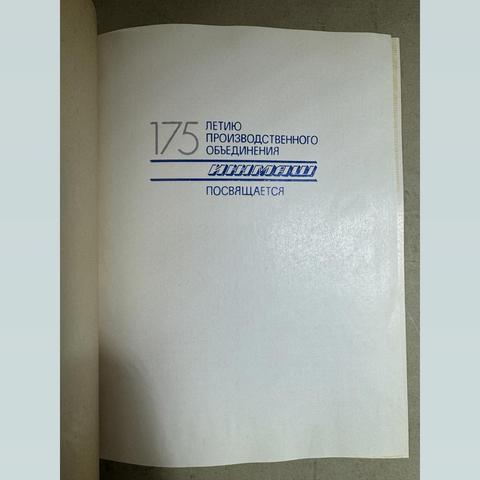 175 ЛЕТИЮ
ПРОИЗВОДСТВЕННОГО
ОБЪЕДИНЕНИЯ
ИЖМАШ
ПОСВЯЩАЕТСЯ